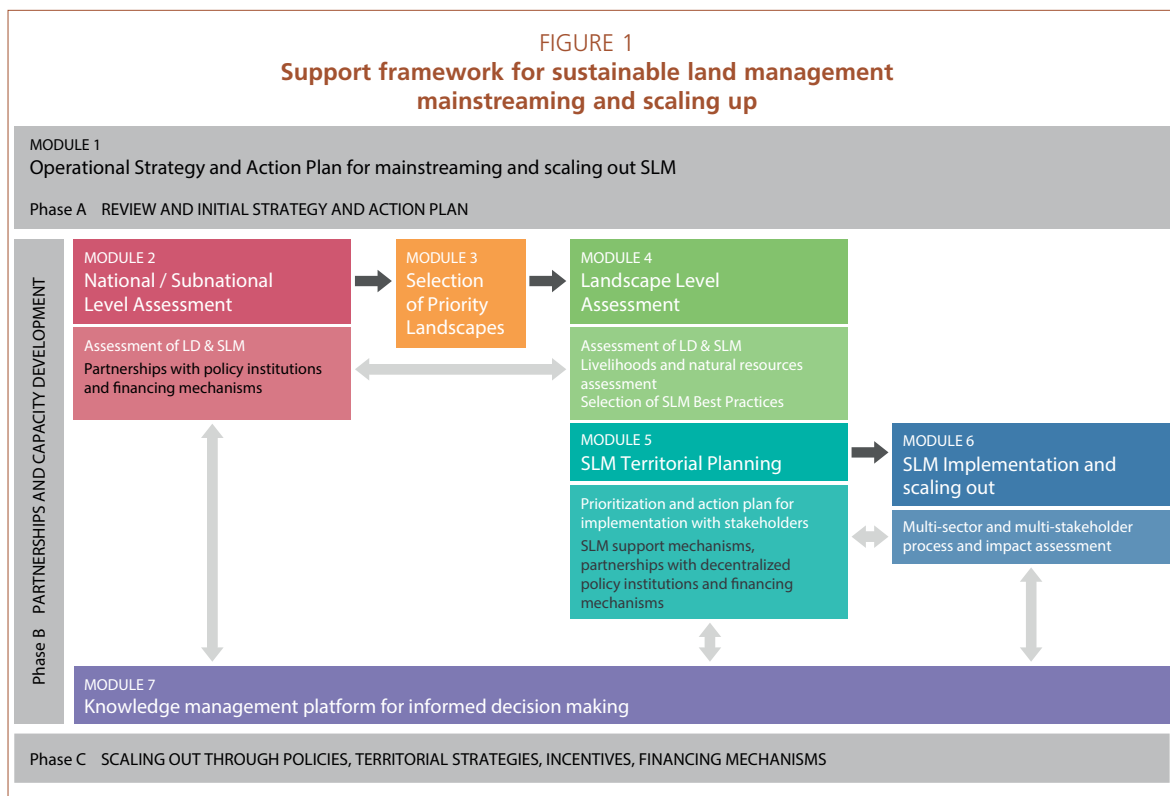 FIGURE 1
Support framework for sustainable land management
mainstreaming and scaling up
MODULE 1
Operational Strategy and Action Plan for mainstreaming and scaling out SLM
Phase A REVIEW AND INITIAL STRATEGY AND ACTION PLAN
Phase B PARTNERSHIPS AND CAPACITY DEVELOPMENT
MODULE 2
National / Subnational
Level Assessment
Assessment of LD & SLM
Partnerships with policy institutions
and financing mechanisms
MODULE 3
Selection
of Priority
Landscapes
MODULE 4
Landscape Level
Assessment
Assessment of LD & SLM
Livelihoods and natural resources
assessment
Selection of SLM Best Practices
MODULE 5
SLM Territorial Planning
Prioritization and action plan for
implementation with stakeholders
SLM support mechanisms,
partnerships with decentralized
policy institutions and financing
mechanisms
MODULE 6
SLM Implementation and
scaling out
Multi-sector and multi-stakeholder
process and impact assessment
MODULE 7
Knowledge management platform for informed decision making
Phase C SCALING OUT THROUGH POLICIES, TERRITORIAL STRATEGIES, INCENTIVES, FINANCING MECHANISMS